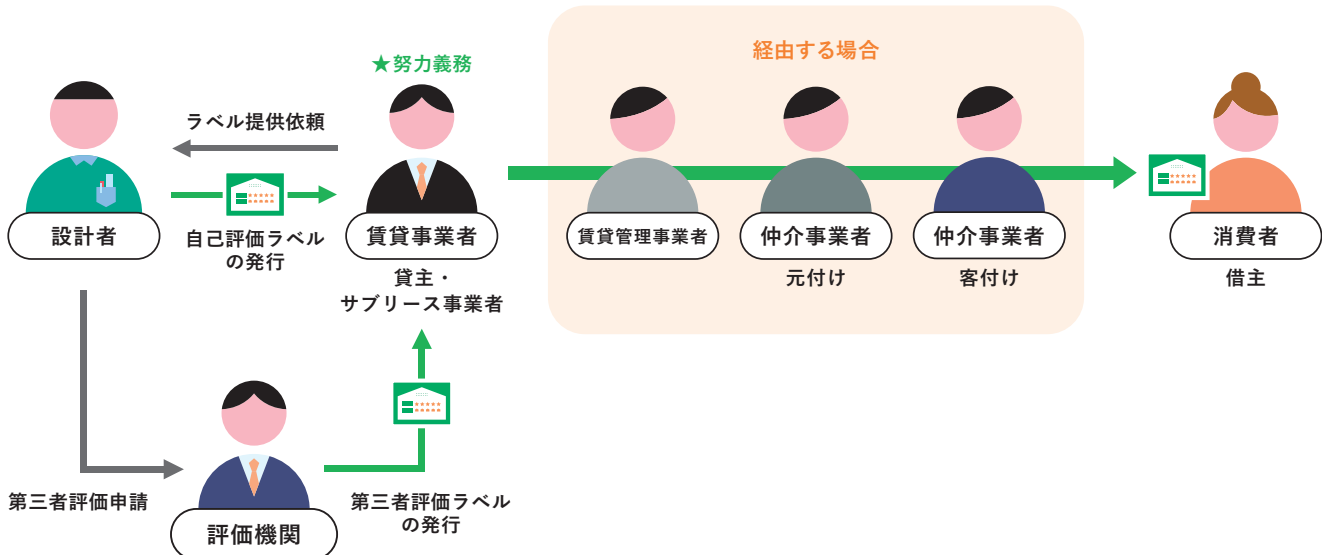 経由する場合
★努力義務
ラベル提供依頼
自己評価ラベル
の発行
設計者
賃貸事業者
貸主・
サブリース事業者
賃貸管理事業者
仲介事業者
元付け
仲介事業者
客付け
消費者
借主
第三者評価申請
評価機関
第三者評価ラベル
の発行